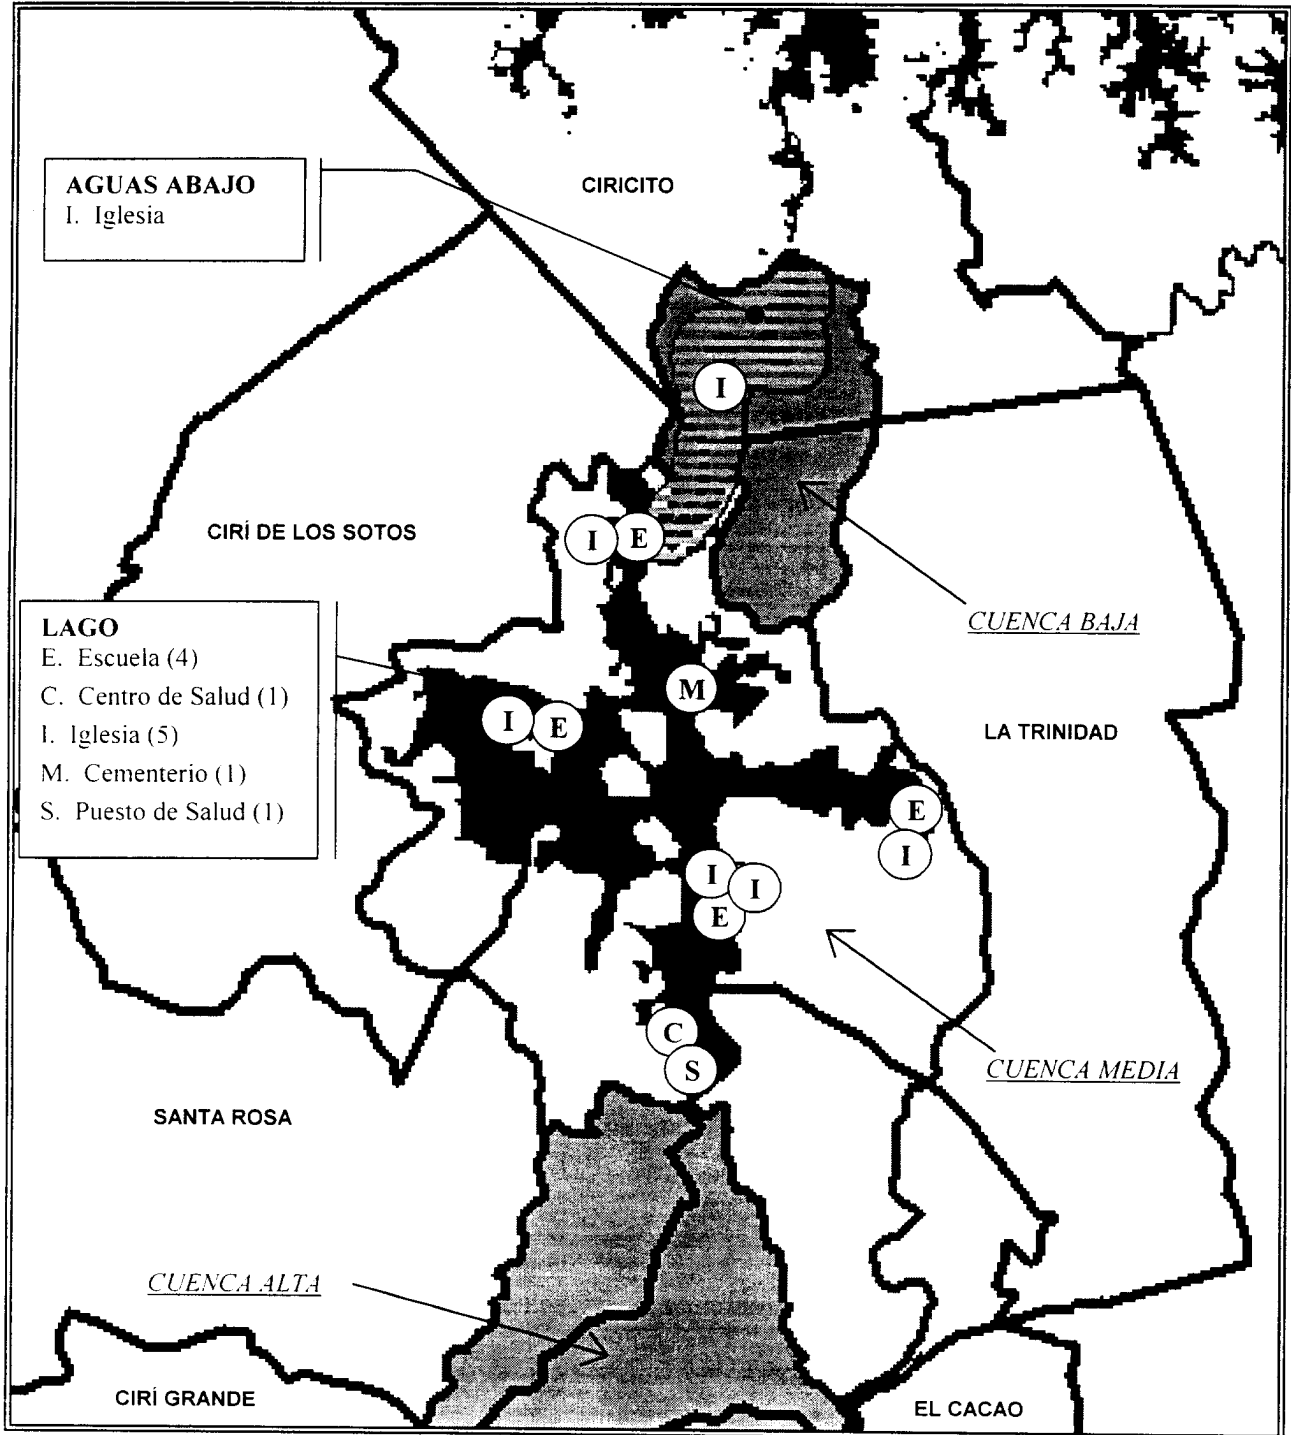 CIRICITO
AGUAS ABAJO
I. Iglesia
I
CIRÍ DE LOS SOTOS
I E
CUENCA BAJA
LAGO
E. Escuela (4)
C. Centro de Salud (1)
I. Iglesia (5)
M. Cementerio (1)
S. Puesto de Salud (1)
M
I E
LA TRINIDAD
E
I
I I
E
C
S
CUENCA MEDIA
SANTA ROSA
CUENCA ALTA
CIRÍ GRANDE
EL CACAO